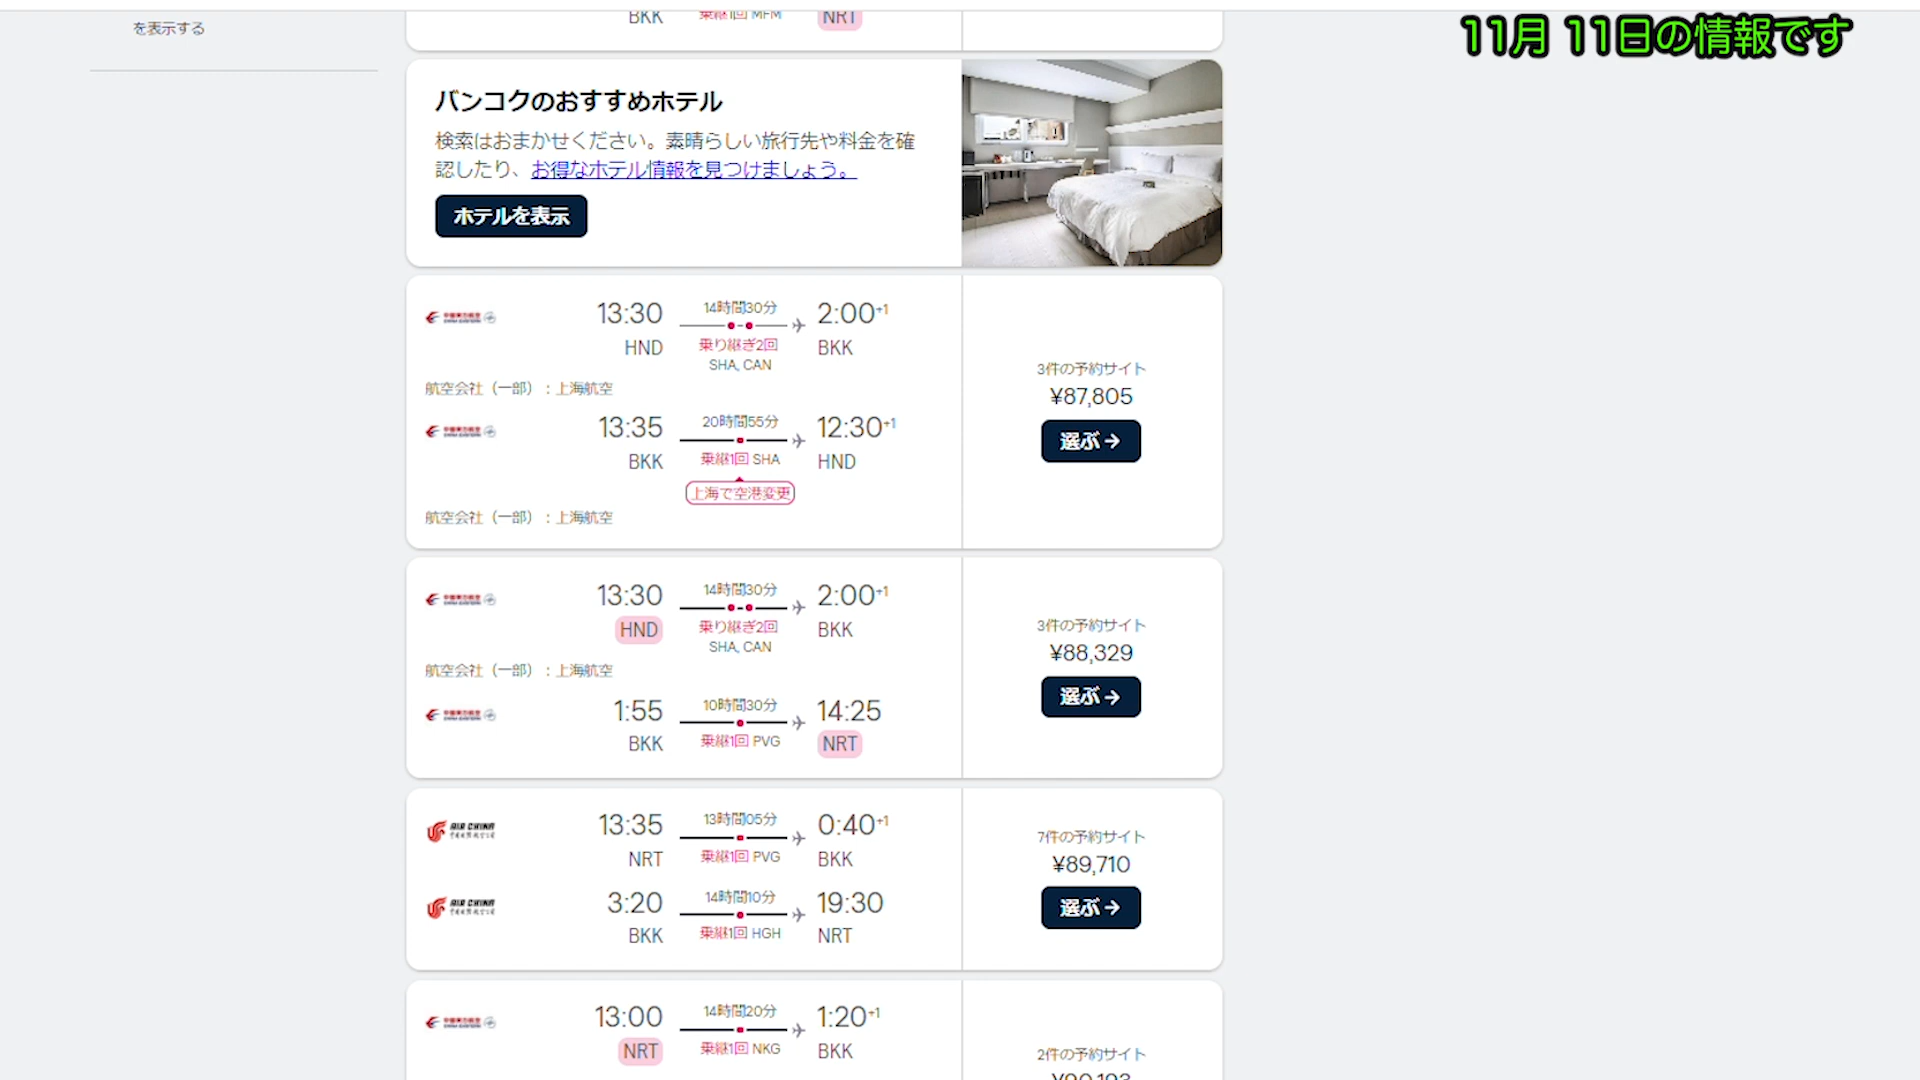 を表示する
11月 11日の情報です
BKK 乗継1回 MFM NRT
バンコクのおすすめホテル
検索はおまかせください。素晴らしい旅行先や料金を確
認したり、お得なホテル情報を見つけましょう。
ホテルを表示
13:30 14時間30分 2:00+1
HND 乗り継ぎ2回 BKK
SHA, CAN
航空会社（一部）：上海航空
13:35 20時間55分 12:30+1
BKK 乗継1回 SHA HND
上海で空港変更
航空会社（一部）：上海航空
3件の予約サイト
¥87,805
選ぶ→
13:30 14時間30分 2:00+1
HND 乗り継ぎ2回 BKK
SHA, CAN
航空会社（一部）：上海航空
1:55 10時間30分 14:25
BKK 乗継1回 PVG NRT
3件の予約サイト
¥88,329
選ぶ→
AIR CHINA
13:35 13時間05分 0:40+1
NRT 乗継1回 PVG BKK
AIR CHINA
3:20 14時間10分 19:30
BKK 乗継1回 HGH NRT
7件の予約サイト
¥89,710
選ぶ→
13:00 14時間20分 1:20+1
NRT 乗継1回 NKG BKK
2件の予約サイト
¥90,193